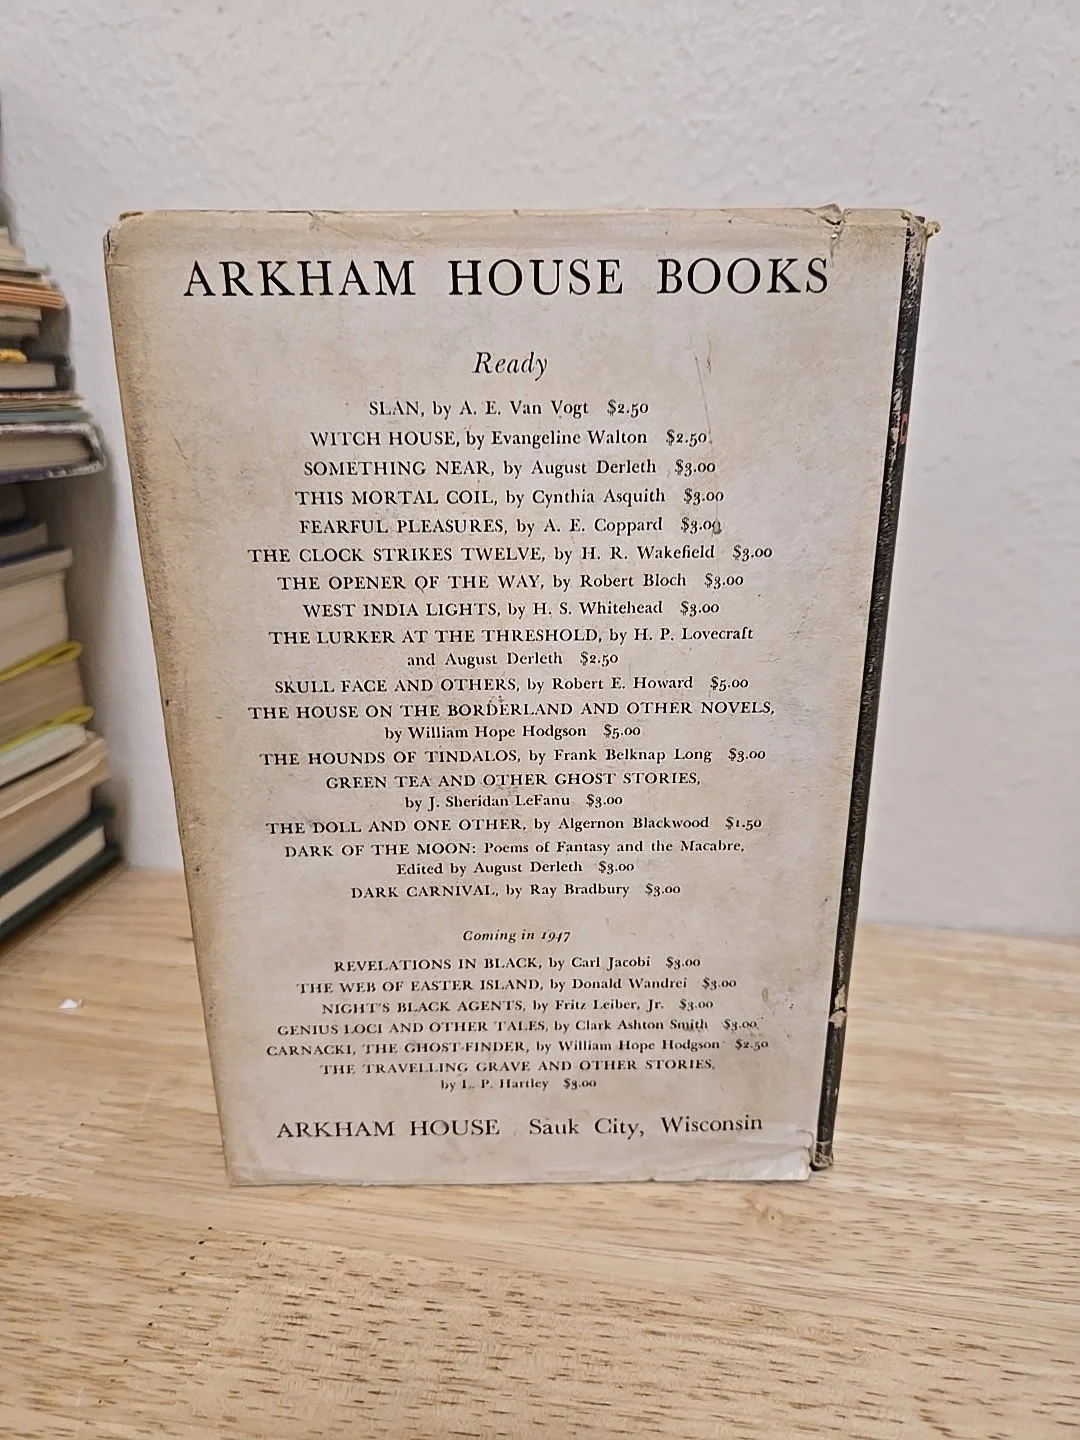 ARKHAM HOUSE BOOKS
Ready
SLAN, by A. E. Van Vogt $2.50
WITCH HOUSE, by Evangeline Walton $2.50
SOMETHING NEAR, by August Derleth $3.00
THIS MORTAL COIL, by Cynthia Asquith $3.00
FEARFUL PLEASURES, by A. E. Coppard $3.00
THE CLOCK STRIKES TWELVE, by H. R. Wakefield $3.00
THE OPENER OF THE WAY, by Robert Bloch $3.00
WEST INDIA LIGHTS, by H. S. Whitehead $3.00
THE LURKER AT THE THRESHOLD, by H. P. Lovecraft
and August Derleth $2.50
SKULL FACE AND OTHERS, by Robert E. Howard $5.00
THE HOUSE ON THE BORDERLAND AND OTHER NOVELS,
by William Hope Hodgson $5.00
THE HOUNDS OF TINDALOS, by Frank Belknap Long $3.00
GREEN TEA AND OTHER GHOST STORIES,
by J. Sheridan LeFanu $3.00
THE DOLL AND ONE OTHER, by Algernon Blackwood $1.50
DARK OF THE MOON: Poems of Fantasy and the Macabre,
Edited by August Derleth $3.00
DARK CARNIVAL, by Ray Bradbury $3.00
Coming in 1947
REVELATIONS IN BLACK, by Carl Jacobi $3.00
THE WEB OF EASTER ISLAND, by Donald Wandrei $3.00
NIGHT'S BLACK AGENTS, by Fritz Leiber, Jr. $3.00
GENIUS LOCI AND OTHER TALES, by Clark Ashton Smith $3.00
CARNACKI, THE GHOST-FINDER, by William Hope Hodgson $2.50
THE TRAVELLING GRAVE AND OTHER STORIES,
by L. P. Hartley $3.00
ARKHAM HOUSE Sauk City, Wisconsin